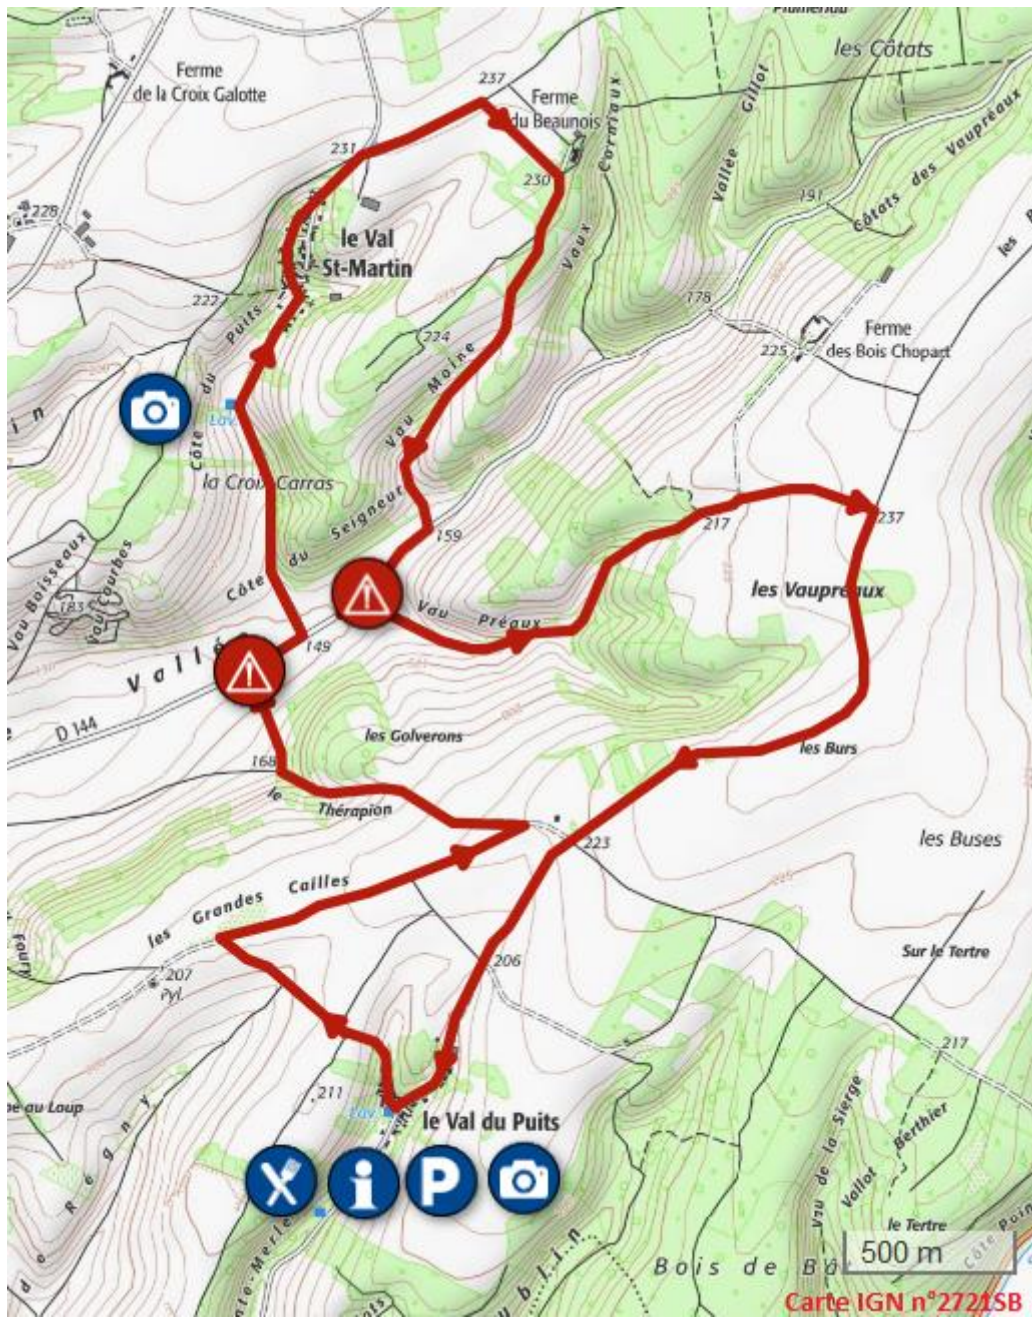 les Côtats
Ferme
de la Croix Galotte
237
Ferme
du Beaunois
Vaux Corniaux
Vallée Gillot
Côtats des Vaupréaux
231
230
191
228
le Val
St-Martin
222
Côte du Puits
224
178
Ferme
des Bois Chopart
225
Vau Moine
Lav.
la Croix Carras
Côte du Seigneur
159
217
237
Vau Boisseaux
Vau Courbes
183
Vau Préaux
les Vaupréaux
149
D 144
les Golverons
les Burs
168
le Thérapion
223
les Buses
les Grandes Cailles
207
Pyl.
206
Sur le Tertre
217
211
Lav.
le Val du Puits
Vau de la Sierge
Vallot Berthier
P
le Tertre
500 m
Carte IGN n°2721SB